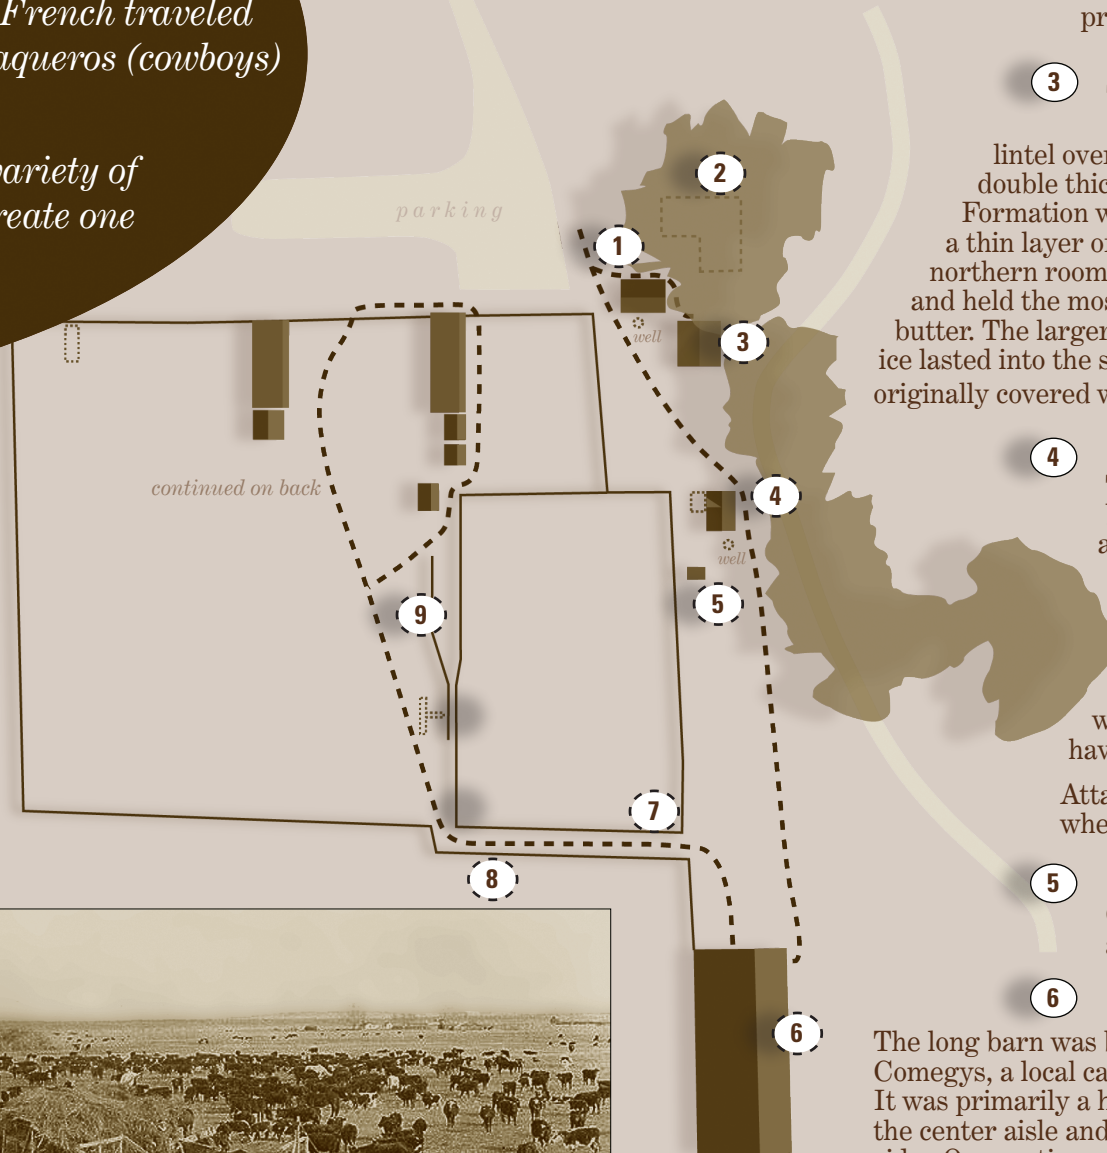 French traveled
aqueros (cowboys)
variety of
reate one
parking
1
2
well
3
continued on back
4
well
5
9
7
8
6
pr
3
lintel over
double thic
Formation w
a thin layer o
northern room
and held the mos
butter. The larger
ice lasted into the s
originally covered w
4
a
w
hav
Atta
whe
5
6
The long barn was b
Comegys, a local ca
It was primarily a h
the center aisle and